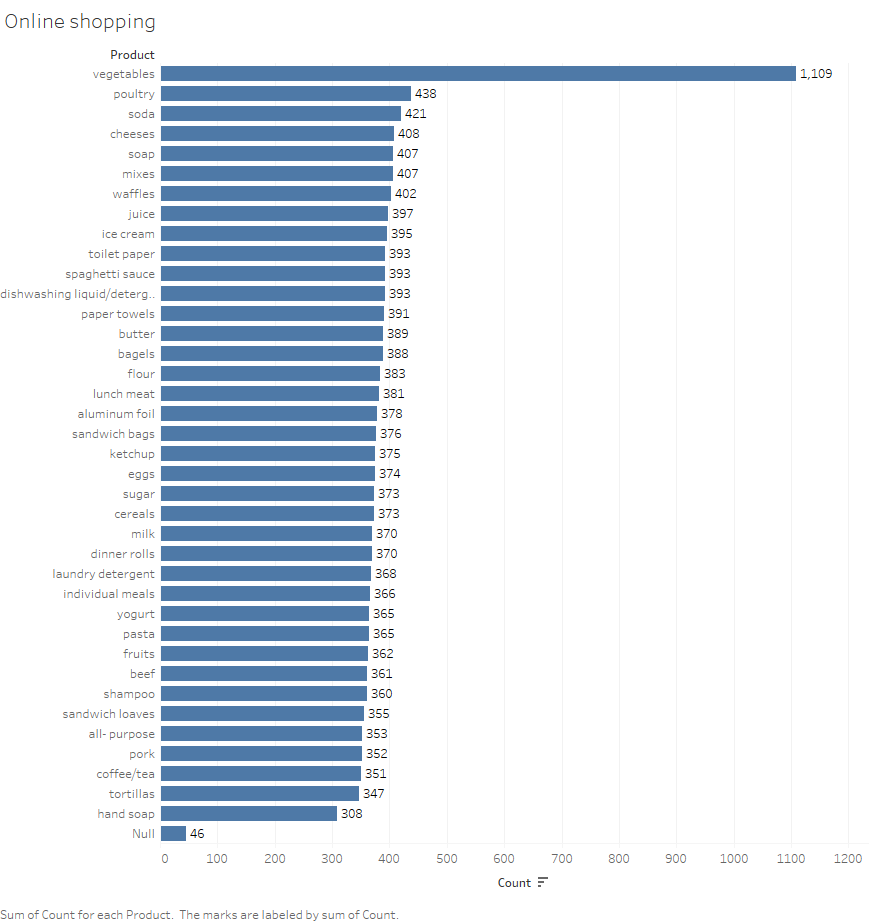 Online shopping
Product
vegetables 1,109
poultry 438
soda 421
cheeses 408
soap 407
mixes 407
waffles 402
juice 397
ice cream 395
toilet paper 393
spaghetti sauce 393
dishwashing liquid/deterg.. 393
paper towels 391
butter 389
bagels 388
flour 383
lunch meat 381
aluminum foil 378
sandwich bags 376
ketchup 375
eggs 374
sugar 373
cereals 373
milk 370
dinner rolls 370
laundry detergent 368
individual meals 366
yogurt 365
pasta 365
fruits 362
beef 361
shampoo 360
sandwich loaves 355
all- purpose 353
pork 352
coffee/tea 351
tortillas 347
hand soap 308
Null 46
0 100 200 300 400 500 600 700 800 900 1000 1100 1200
Count
Sum of Count for each Product. The marks are labeled by sum of Count.